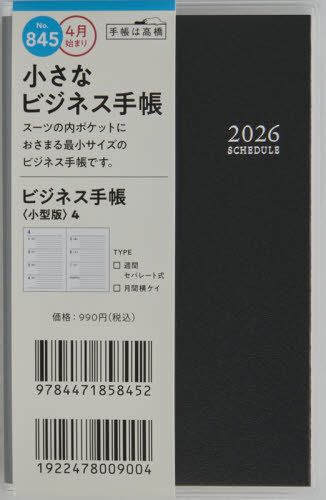 No.
845
4月
始まり
手帳は高橋
小さな
ビジネス手帳
スーツの内ポケットに
おさまる最小サイズの
ビジネス手帳です。
ビジネス手帳
〈小型版〉4
TYPE
週間
セパレート式
月間横ケイ
価格：990円（税込）
9784471858452
1922478009004
2026
SCHEDULE